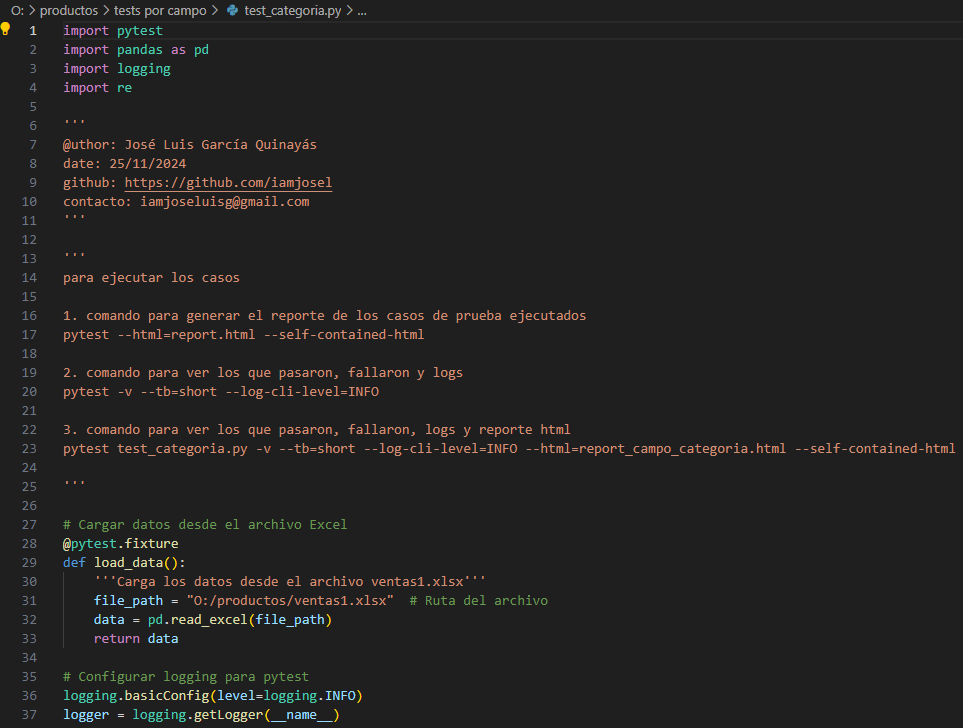 O: > productos > tests por campo > test_categoria.py > ...
1 import pytest
2 import pandas as pd
3 import logging
4 import re
5
6 '''
7 @uthor: José Luis García Quinayás
8 date: 25/11/2024
9 github: https://github.com/iamjosel
10 contacto: iamjoseluisg@gmail.com
11 '''
12
13 '''
14 para ejecutar los casos
15
16 1. comando para generar el reporte de los casos de prueba ejecutados
17 pytest --html=report.html --self-contained-html
18
19 2. comando para ver los que pasaron, fallaron y logs
20 pytest -v --tb=short --log-cli-level=INFO
21
22 3. comando para ver los que pasaron, fallaron, logs y reporte html
23 pytest test_categoria.py -v --tb=short --log-cli-level=INFO --html=report_campo_categoria.html --self-contained-html
24
25 '''
26
27 # Cargar datos desde el archivo Excel
28 @pytest.fixture
29 def load_data():
30     '''Carga los datos desde el archivo ventas1.xlsx'''
31     file_path = "O:/productos/ventas1.xlsx"  # Ruta del archivo
32     data = pd.read_excel(file_path)
33     return data
34
35 # Configurar logging para pytest
36 logging.basicConfig(level=logging.INFO)
37 logger = logging.getLogger(__name__)